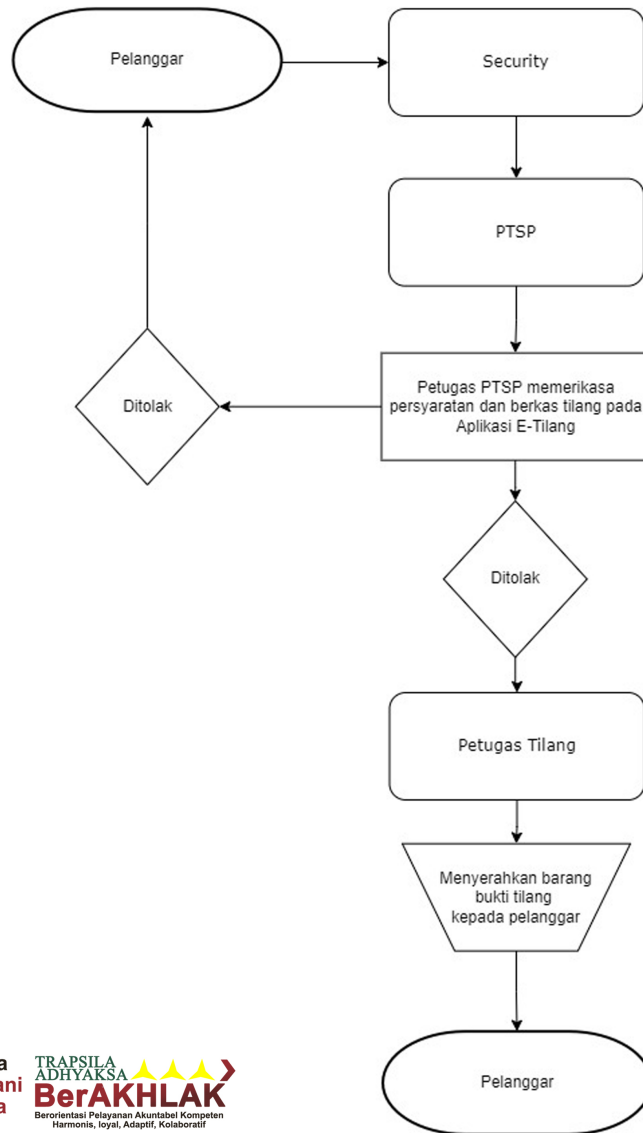 Pelanggar
Security
PTSP
Petugas PTSP memerikasa
persyaratan dan berkas tilang pada
Aplikasi E-Tilang
Ditolak
Ditolak
Petugas Tilang
Menyerahkan barang
bukti tilang
kepada pelanggar
Pelanggar
a
ani
a
TRAPSILA
ADHYAKSA
BerAKHLAK
Berorientasi Pelayanan Akuntabel Kompeten
Harmonis, loyal, Adaptif, Kolaboratif